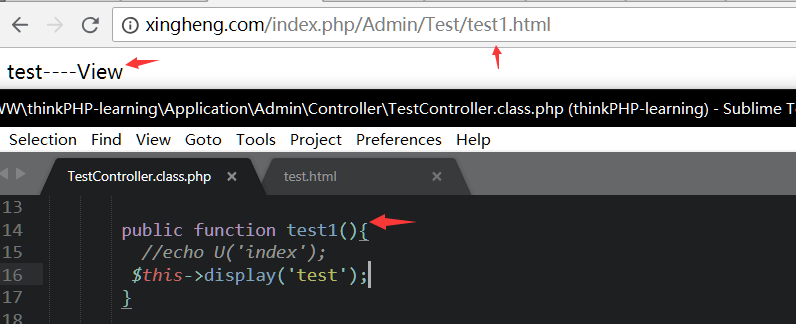 xingheng.com/index.php/Admin/Test/test1.html
test----View
WW\thinkPHP-learning\Application\Admin\Controller\TestController.class.php (thinkPHP-learning) - Sublime T
Selection Find View Goto Tools Project Preferences Help
TestController.class.php × test.html ×
13
14 public function test1(){
15 //echo U('index');
16 $this->display('test');
17 }
18